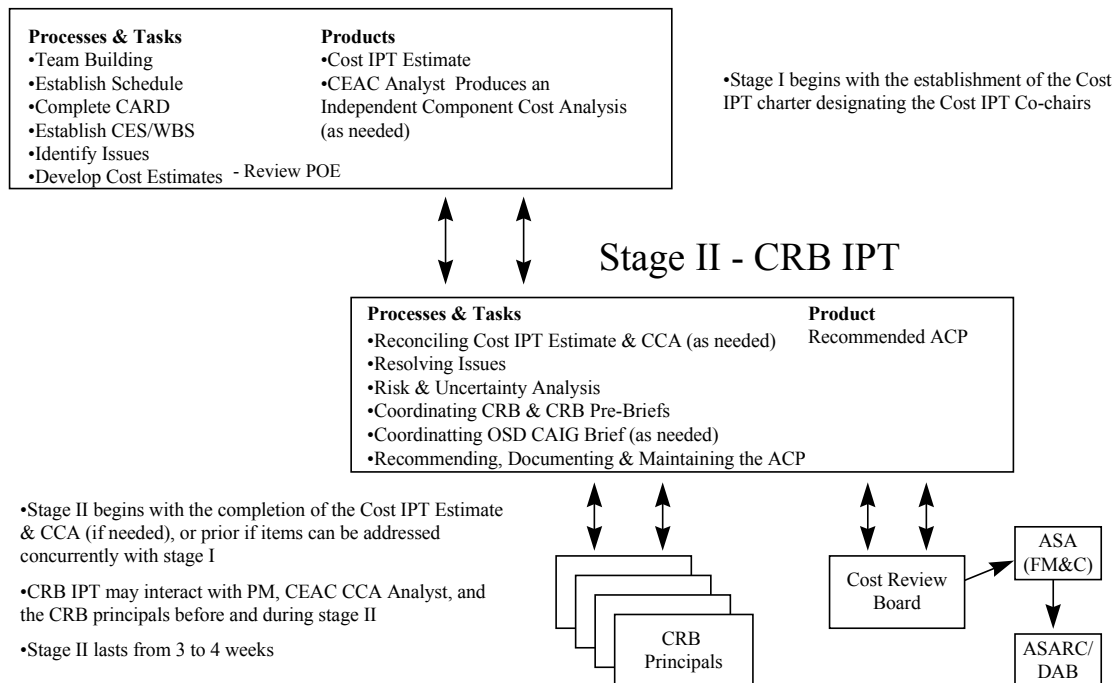 Processes & Tasks
•Team Building
•Establish Schedule
•Complete CARD
•Establish CES/WBS
•Identify Issues
•Develop Cost Estimates - Review POE
Products
•Cost IPT Estimate
•CEAC Analyst Produces an
Independent Component Cost Analysis
(as needed)
•Stage I begins with the establishment of the Cost
IPT charter designating the Cost IPT Co-chairs
Stage II - CRB IPT
Processes & Tasks
•Reconciling Cost IPT Estimate & CCA (as needed)
•Resolving Issues
•Risk & Uncertainty Analysis
•Coordinating CRB & CRB Pre-Briefs
•Coordinatting OSD CAIG Brief (as needed)
•Recommending, Documenting & Maintaining the ACP
Product
Recommended ACP
•Stage II begins with the completion of the Cost IPT Estimate
& CCA (if needed), or prior if items can be addressed
concurrently with stage I
•CRB IPT may interact with PM, CEAC CCA Analyst, and
the CRB principals before and during stage II
•Stage II lasts from 3 to 4 weeks
CRB
Principals
Cost Review
Board
ASA
(FM&C)
ASARC/
DAB